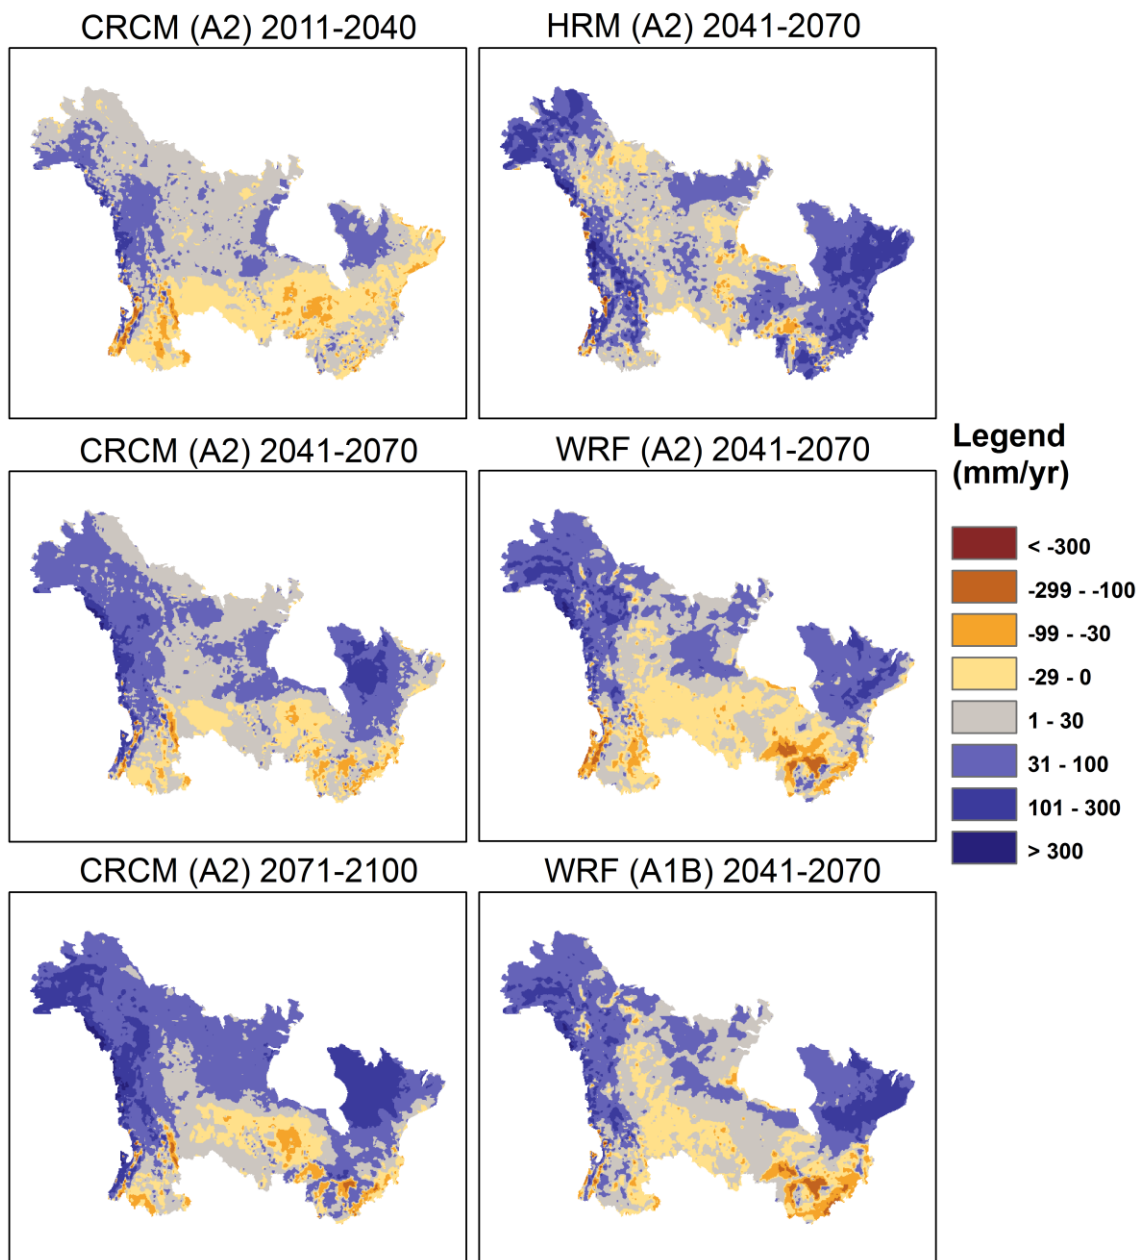 CRCM (A2) 2011-2040
HRM (A2) 2041-2070
CRCM (A2) 2041-2070
WRF (A2) 2041-2070
Legend
(mm/yr)
< -300
-299 - -100
-99 - -30
-29 - 0
1 - 30
31 - 100
101 - 300
> 300
CRCM (A2) 2071-2100
WRF (A1B) 2041-2070